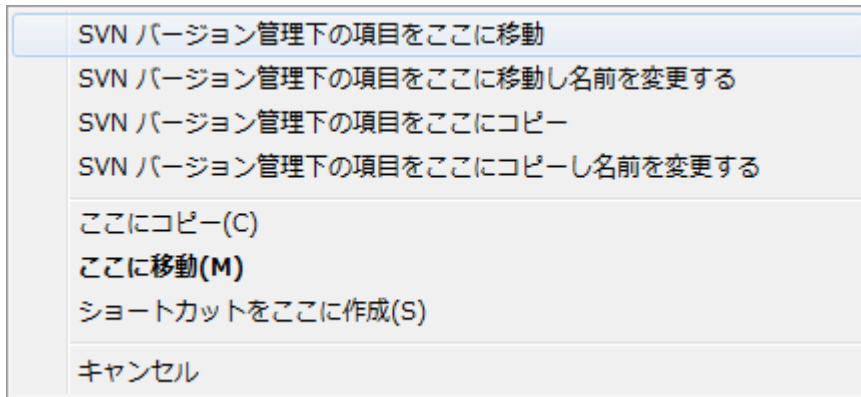 SVN バージョン管理下の項目をここに移動
SVN バージョン管理下の項目をここに移動し名前を変更する
SVN バージョン管理下の項目をここにコピー
SVN バージョン管理下の項目をここにコピーし名前を変更する
ここにコピー(C)
ここに移動(M)
ショートカットをここに作成(S)
キャンセル